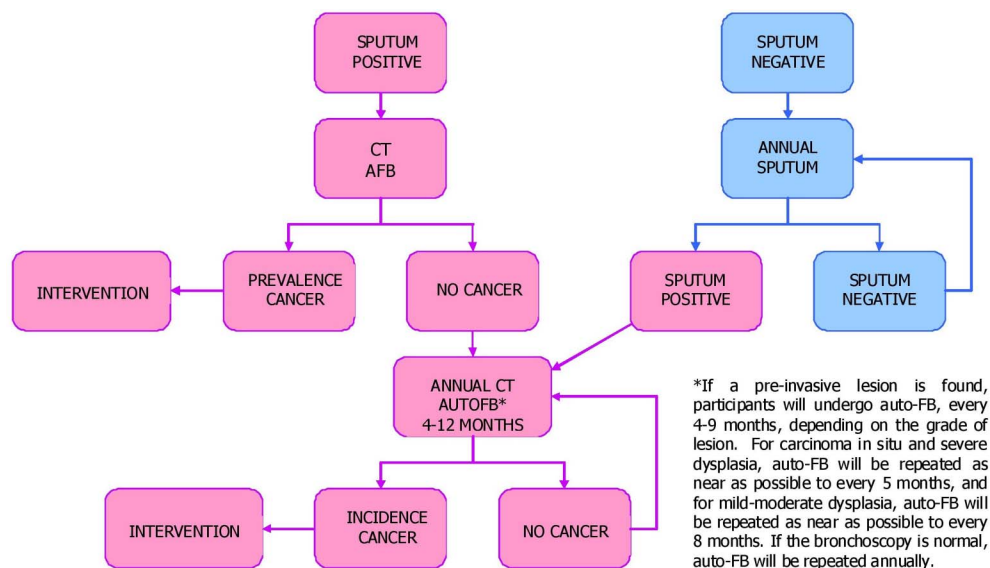 SPUTUM
POSITIVE
SPUTUM
NEGATIVE
CT
AFB
ANNUAL
SPUTUM
INTERVENTION
PREVALENCE
CANCER
NO CANCER
SPUTUM
POSITIVE
SPUTUM
NEGATIVE
ANNUAL CT
AUTOFB*
4-12 MONTHS
INTERVENTION
INCIDENCE
CANCER
NO CANCER
*If a pre-invasive lesion is found,
participants will undergo auto-FB, every
4-9 months, depending on the grade of
lesion. For carcinoma in situ and severe
dysplasia, auto-FB will be repeated as
near as possible to every 5 months, and
for mild-moderate dysplasia, auto-FB will
be repeated as near as possible to every
8 months. If the bronchoscopy is normal,
auto-FB will be repeated annually.